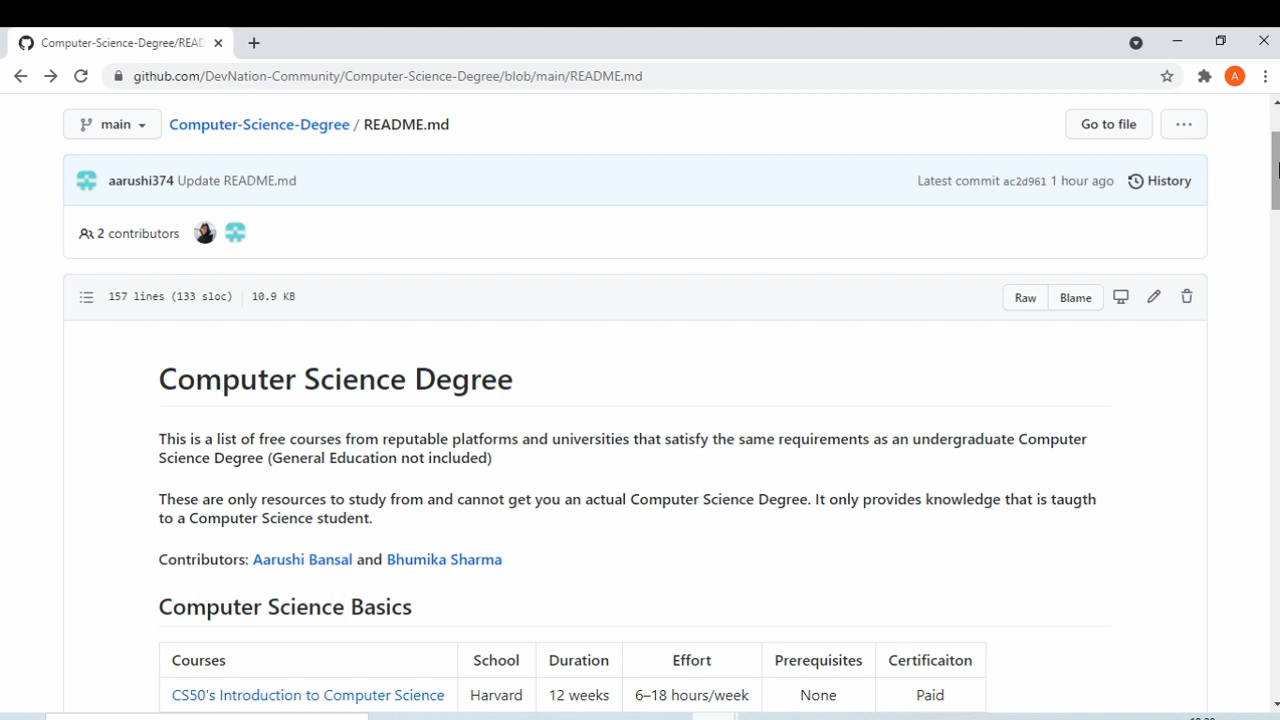 Computer-Science-Degree/READ
github.com/DevNation-Community/Computer-Science-Degree/blob/main/README.md
A
main
Computer-Science-Degree / README.md
Go to file
aarushi374 Update README.md
Latest commit ac2d961 1 hour ago
History
2 contributors
157 lines (133 sloc)
10.9 KB
Raw
Blame
Computer Science Degree
This is a list of free courses from reputable platforms and universities that satisfy the same requirements as an undergraduate Computer
Science Degree (General Education not included)
These are only resources to study from and cannot get you an actual Computer Science Degree. It only provides knowledge that is taugth
to a Computer Science student.
Contributors: Aarushi Bansal and Bhumika Sharma
Computer Science Basics
Courses School Duration Effort Prerequisites Certificaiton
CS50's Introduction to Computer Science Harvard 12 weeks 6–18 hours/week None Paid